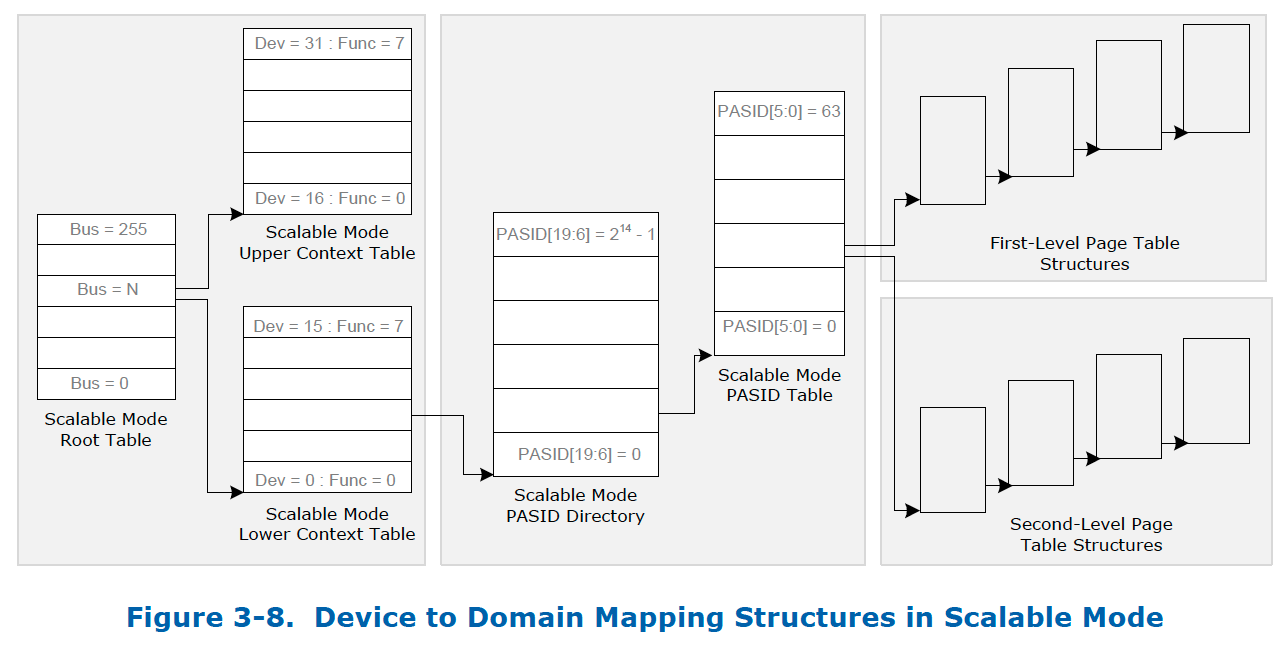 Dev = 31 : Func = 7
Dev = 16 : Func = 0
Scalable Mode
Upper Context Table
Bus = 255
Bus = N
Bus = 0
Scalable Mode
Root Table
Dev = 15 : Func = 7
Dev = 0 : Func = 0
Scalable Mode
Lower Context Table
PASID[19:6] = 2¹⁴ - 1
PASID[19:6] = 0
Scalable Mode
PASID Directory
PASID[5:0] = 63
PASID[5:0] = 0
Scalable Mode
PASID Table
First-Level Page Table
Structures
Second-Level Page
Table Structures
Figure 3-8.  Device to Domain Mapping Structures in Scalable Mode